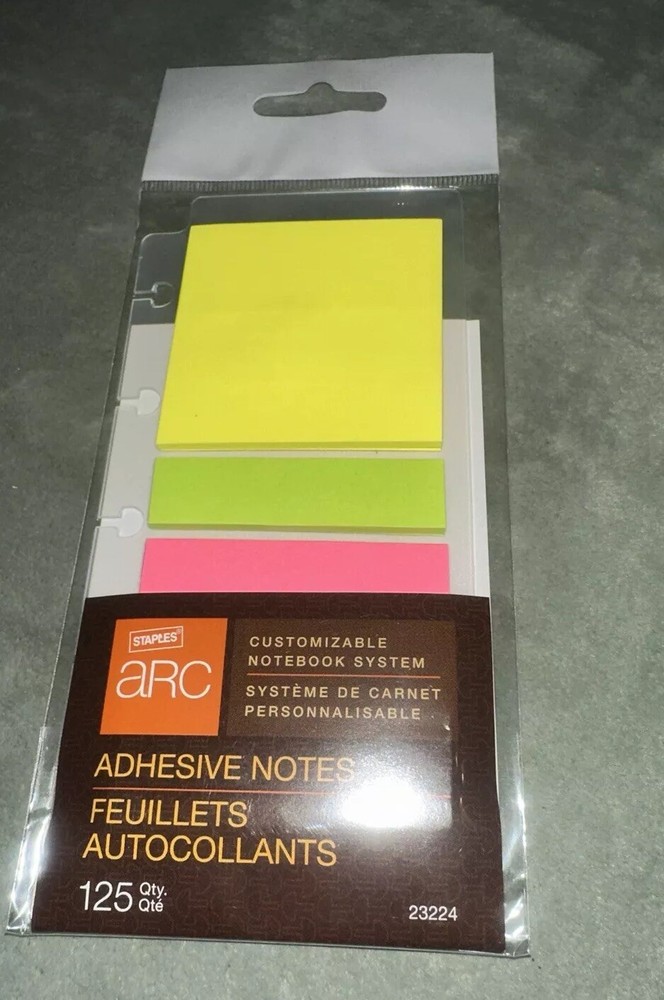 STAPLES®
aRC
CUSTOMIZABLE
NOTEBOOK SYSTEM
SYSTÈME DE CARNET
PERSONNALISABLE
ADHESIVE NOTES
FEUILLETS
AUTOCOLLANTS
125 Qty.
Qté
23224